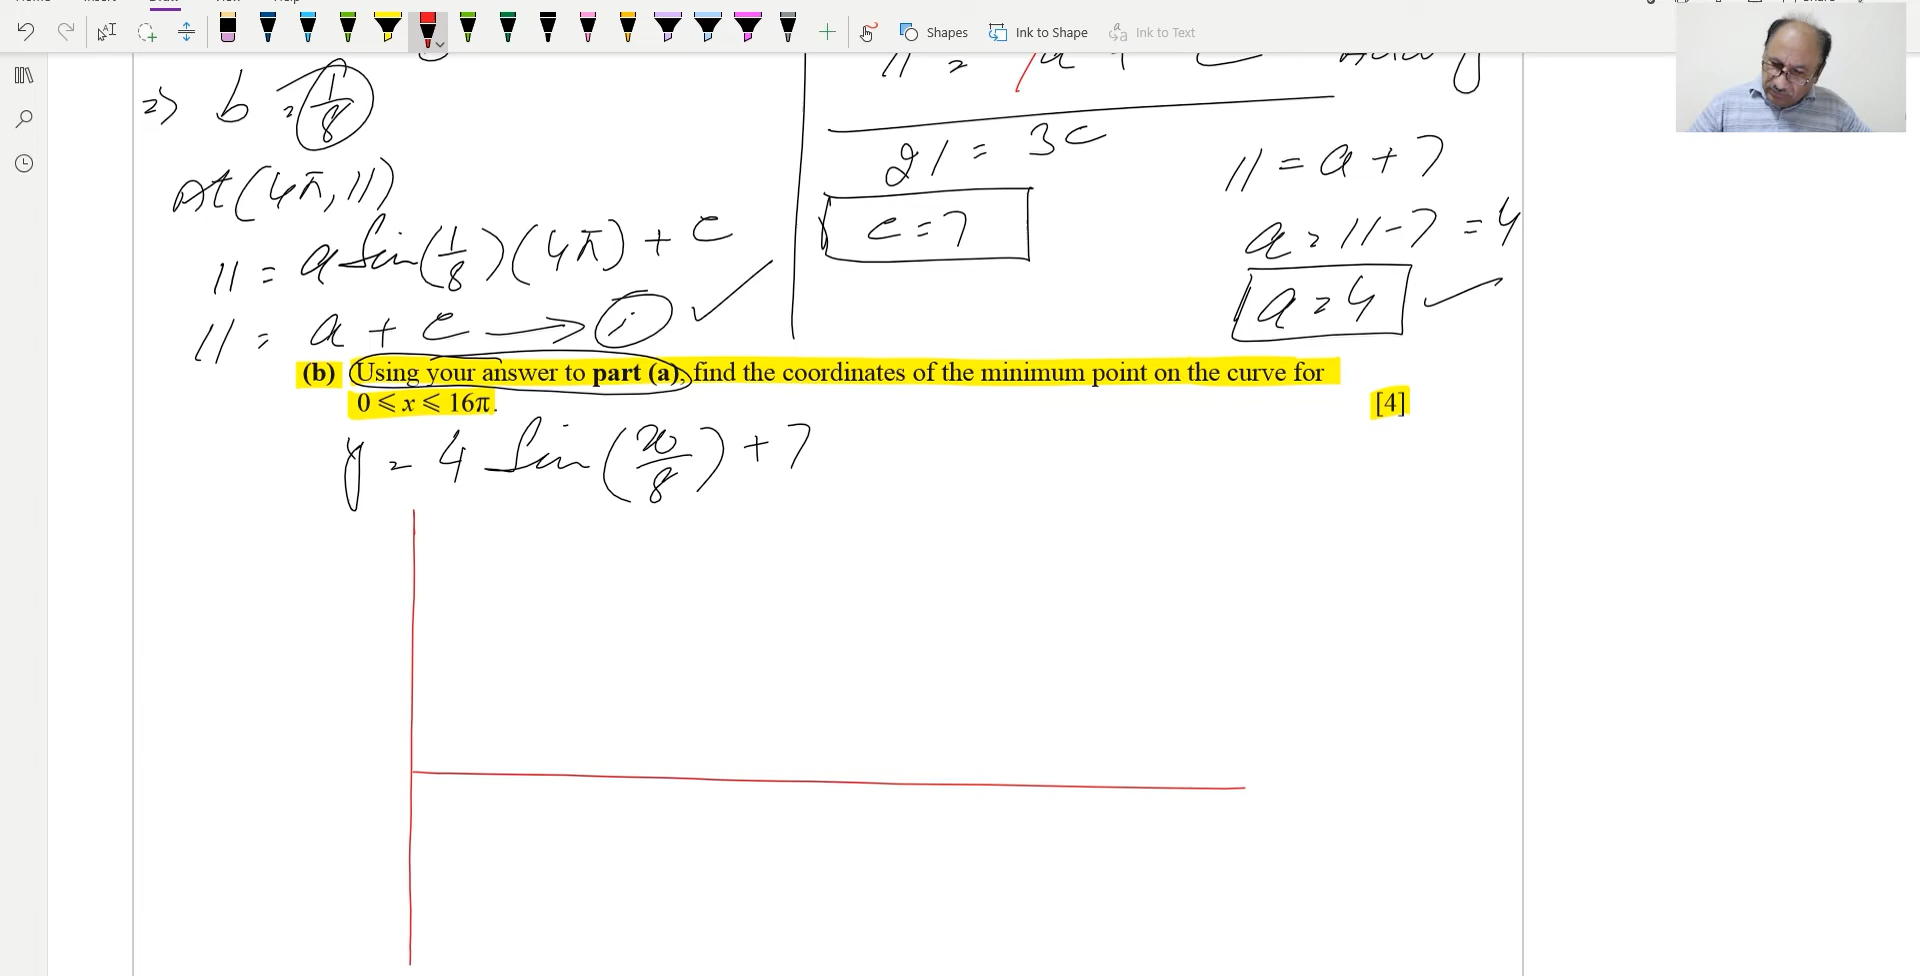 Shapes Ink to Shape Ink to Text
=> b = 1/8
At (4π, 11)
11 = a Sin(1/8)(4π) + c
11 = a + c → i ✓
21 = 3c
c = 7
11 = a + 7
a = 11 - 7 = 4
a = 4 ✓
(b) Using your answer to part (a), find the coordinates of the minimum point on the curve for
0 ⩽ x ⩽ 16π. [4]
y = 4 Sin(x/8) + 7